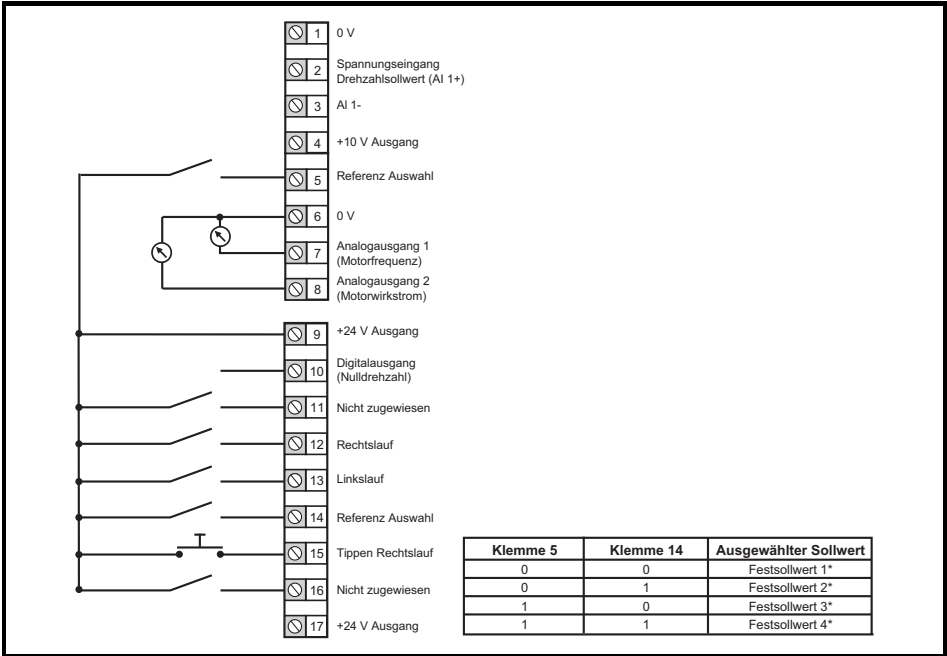 1 0 V
2 Spannungseingang
Drehzahlsollwert (AI 1+)
3 AI 1-
4 +10 V Ausgang
5 Referenz Auswahl
6 0 V
7 Analogausgang 1
(Motorfrequenz)
8 Analogausgang 2
(Motorwirkstrom)
9 +24 V Ausgang
10 Digitalausgang
(Nulldrehzahl)
11 Nicht zugewiesen
12 Rechtslauf
13 Linkslauf
14 Referenz Auswahl
15 Tippen Rechtslauf
16 Nicht zugewiesen
17 +24 V Ausgang
Klemme 5 Klemme 14 Ausgewählter Sollwert
0 0 Festsollwert 1*
0 1 Festsollwert 2*
1 0 Festsollwert 3*
1 1 Festsollwert 4*